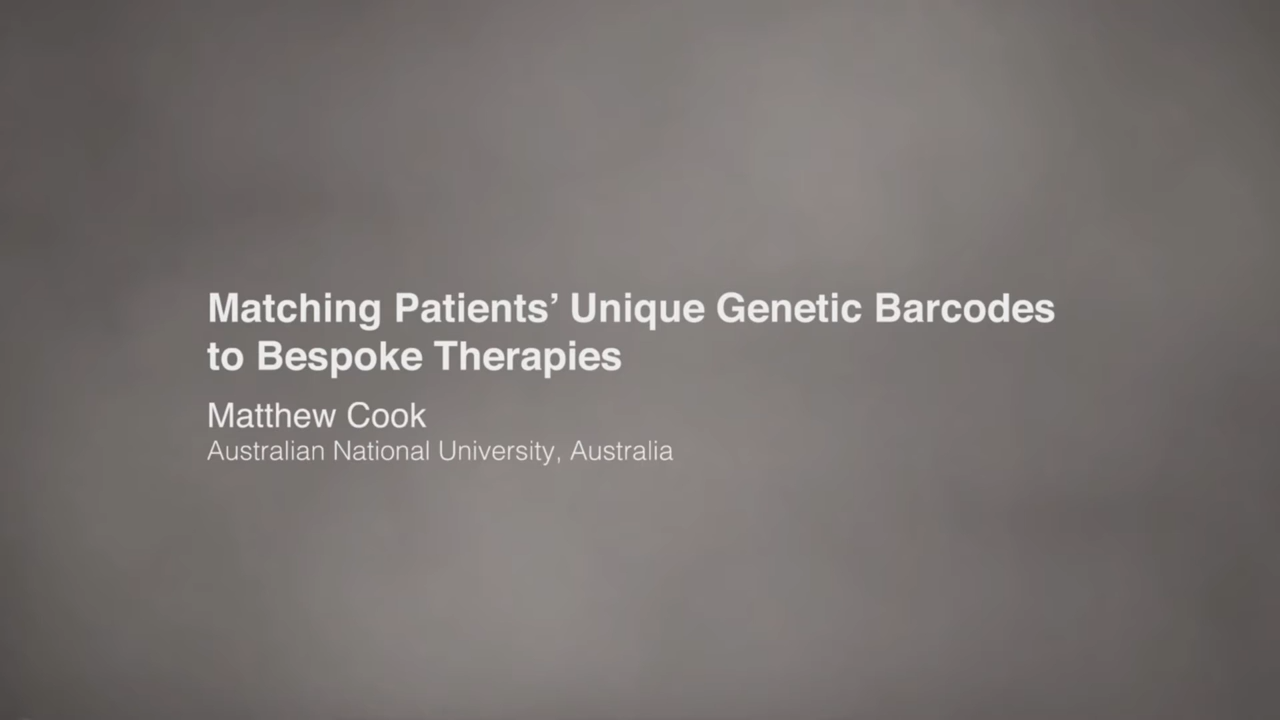 Matching Patients’ Unique Genetic Barcodes
to Bespoke Therapies
Matthew Cook
Australian National University, Australia